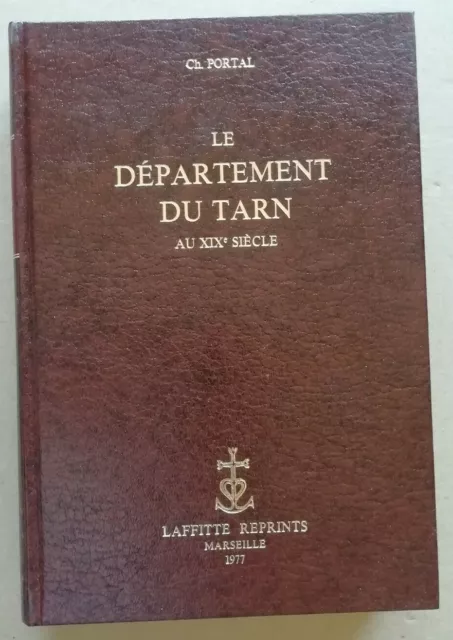 Ch. PORTAL
LE
DÉPARTEMENT
DU TARN
AU XIXe SIÈCLE
LAFFITTE REPRINTS
MARSEILLE
1977